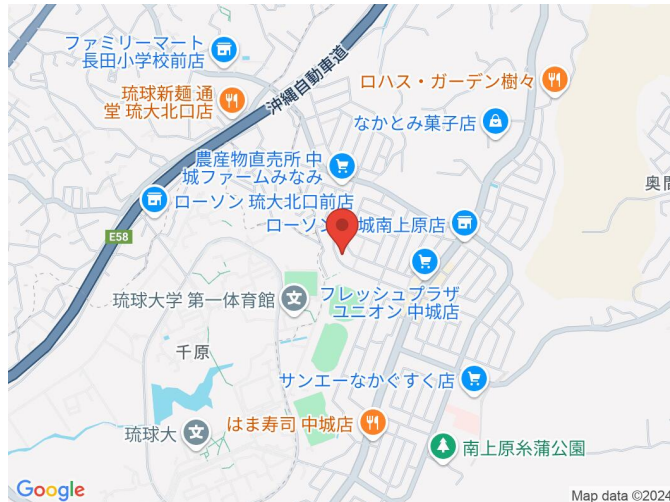 ファミリーマート
長田小学校前店
琉球新麺 通
堂 琉大北口店
沖縄自動車道
ロハス・ガーデン樹々
なかとみ菓子店
農産物直売所 中
城ファームみなみ
奥間
ローソン 琉大北口前店
ローソン
城南上原店
E58
琉球大学 第一体育館
フレッシュプラザ
ユニオン 中城店
千原
サンエーなかぐすく店
はま寿司 中城店
琉球大
南上原糸蒲公園
Google
Map data ©2024